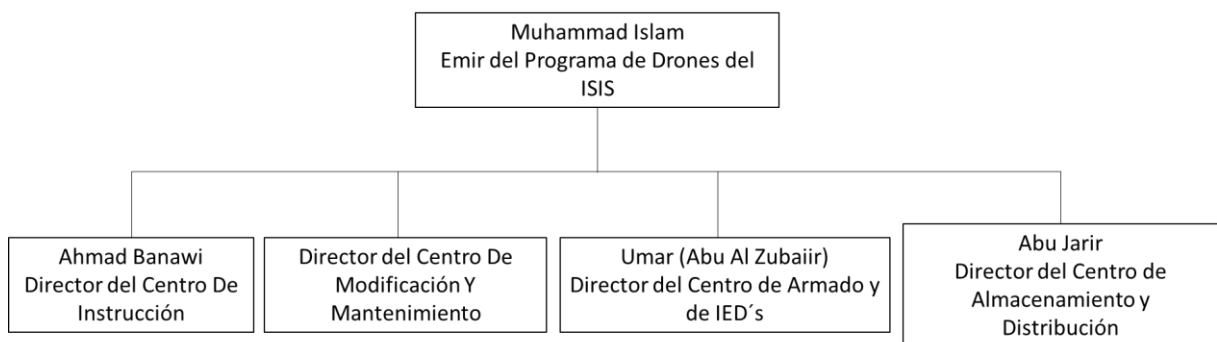 Muhammad Islam
Emir del Programa de Drones del
ISIS
Ahmad Banawi
Director del Centro De
Instrucción
Director del Centro De
Modificación Y
Mantenimiento
Umar (Abu Al Zubaiir)
Director del Centro de Armado y
de IED´s
Abu Jarir
Director del Centro de
Almacenamiento y
Distribución